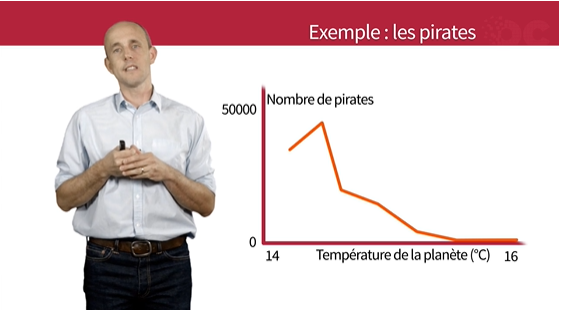 Exemple : les pirates
Nombre de pirates
50000
0
14
Température de la planète (°C)
16